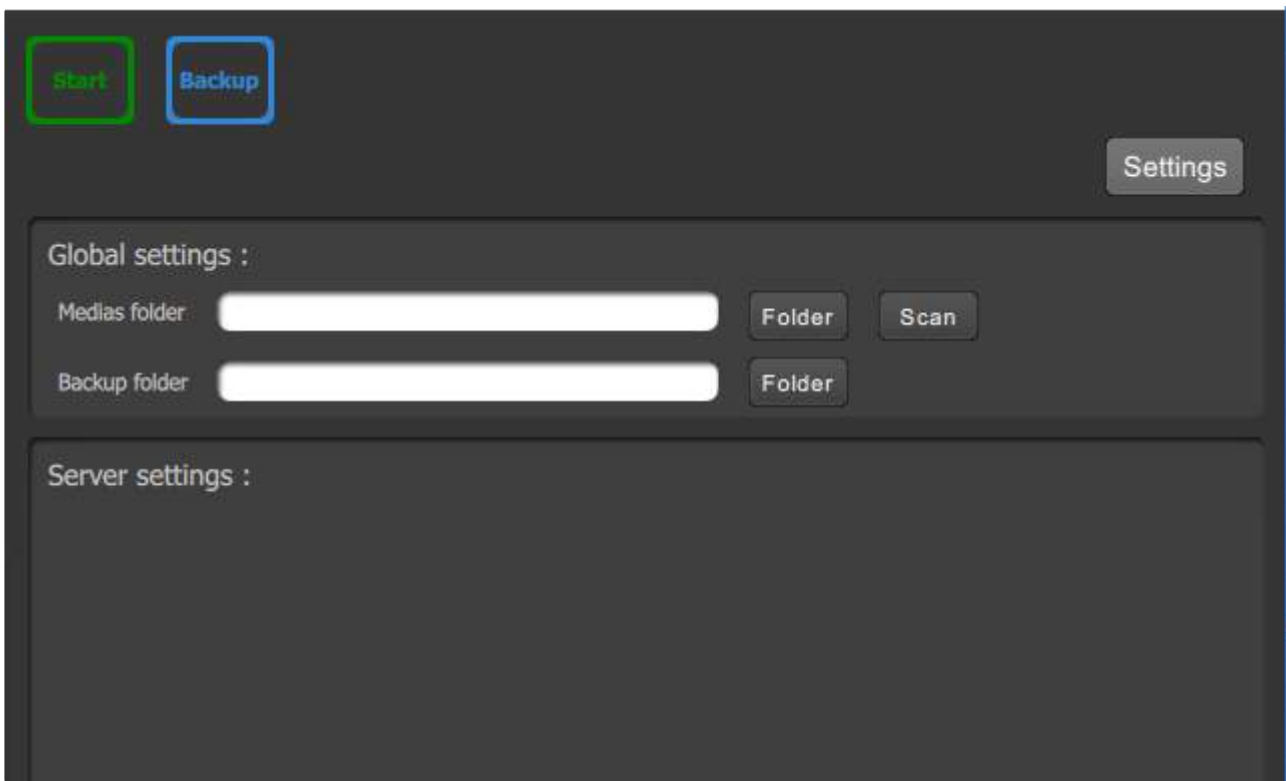 Start Backup
Settings
Global settings :
Medias folder Folder Scan
Backup folder Folder
Server settings :